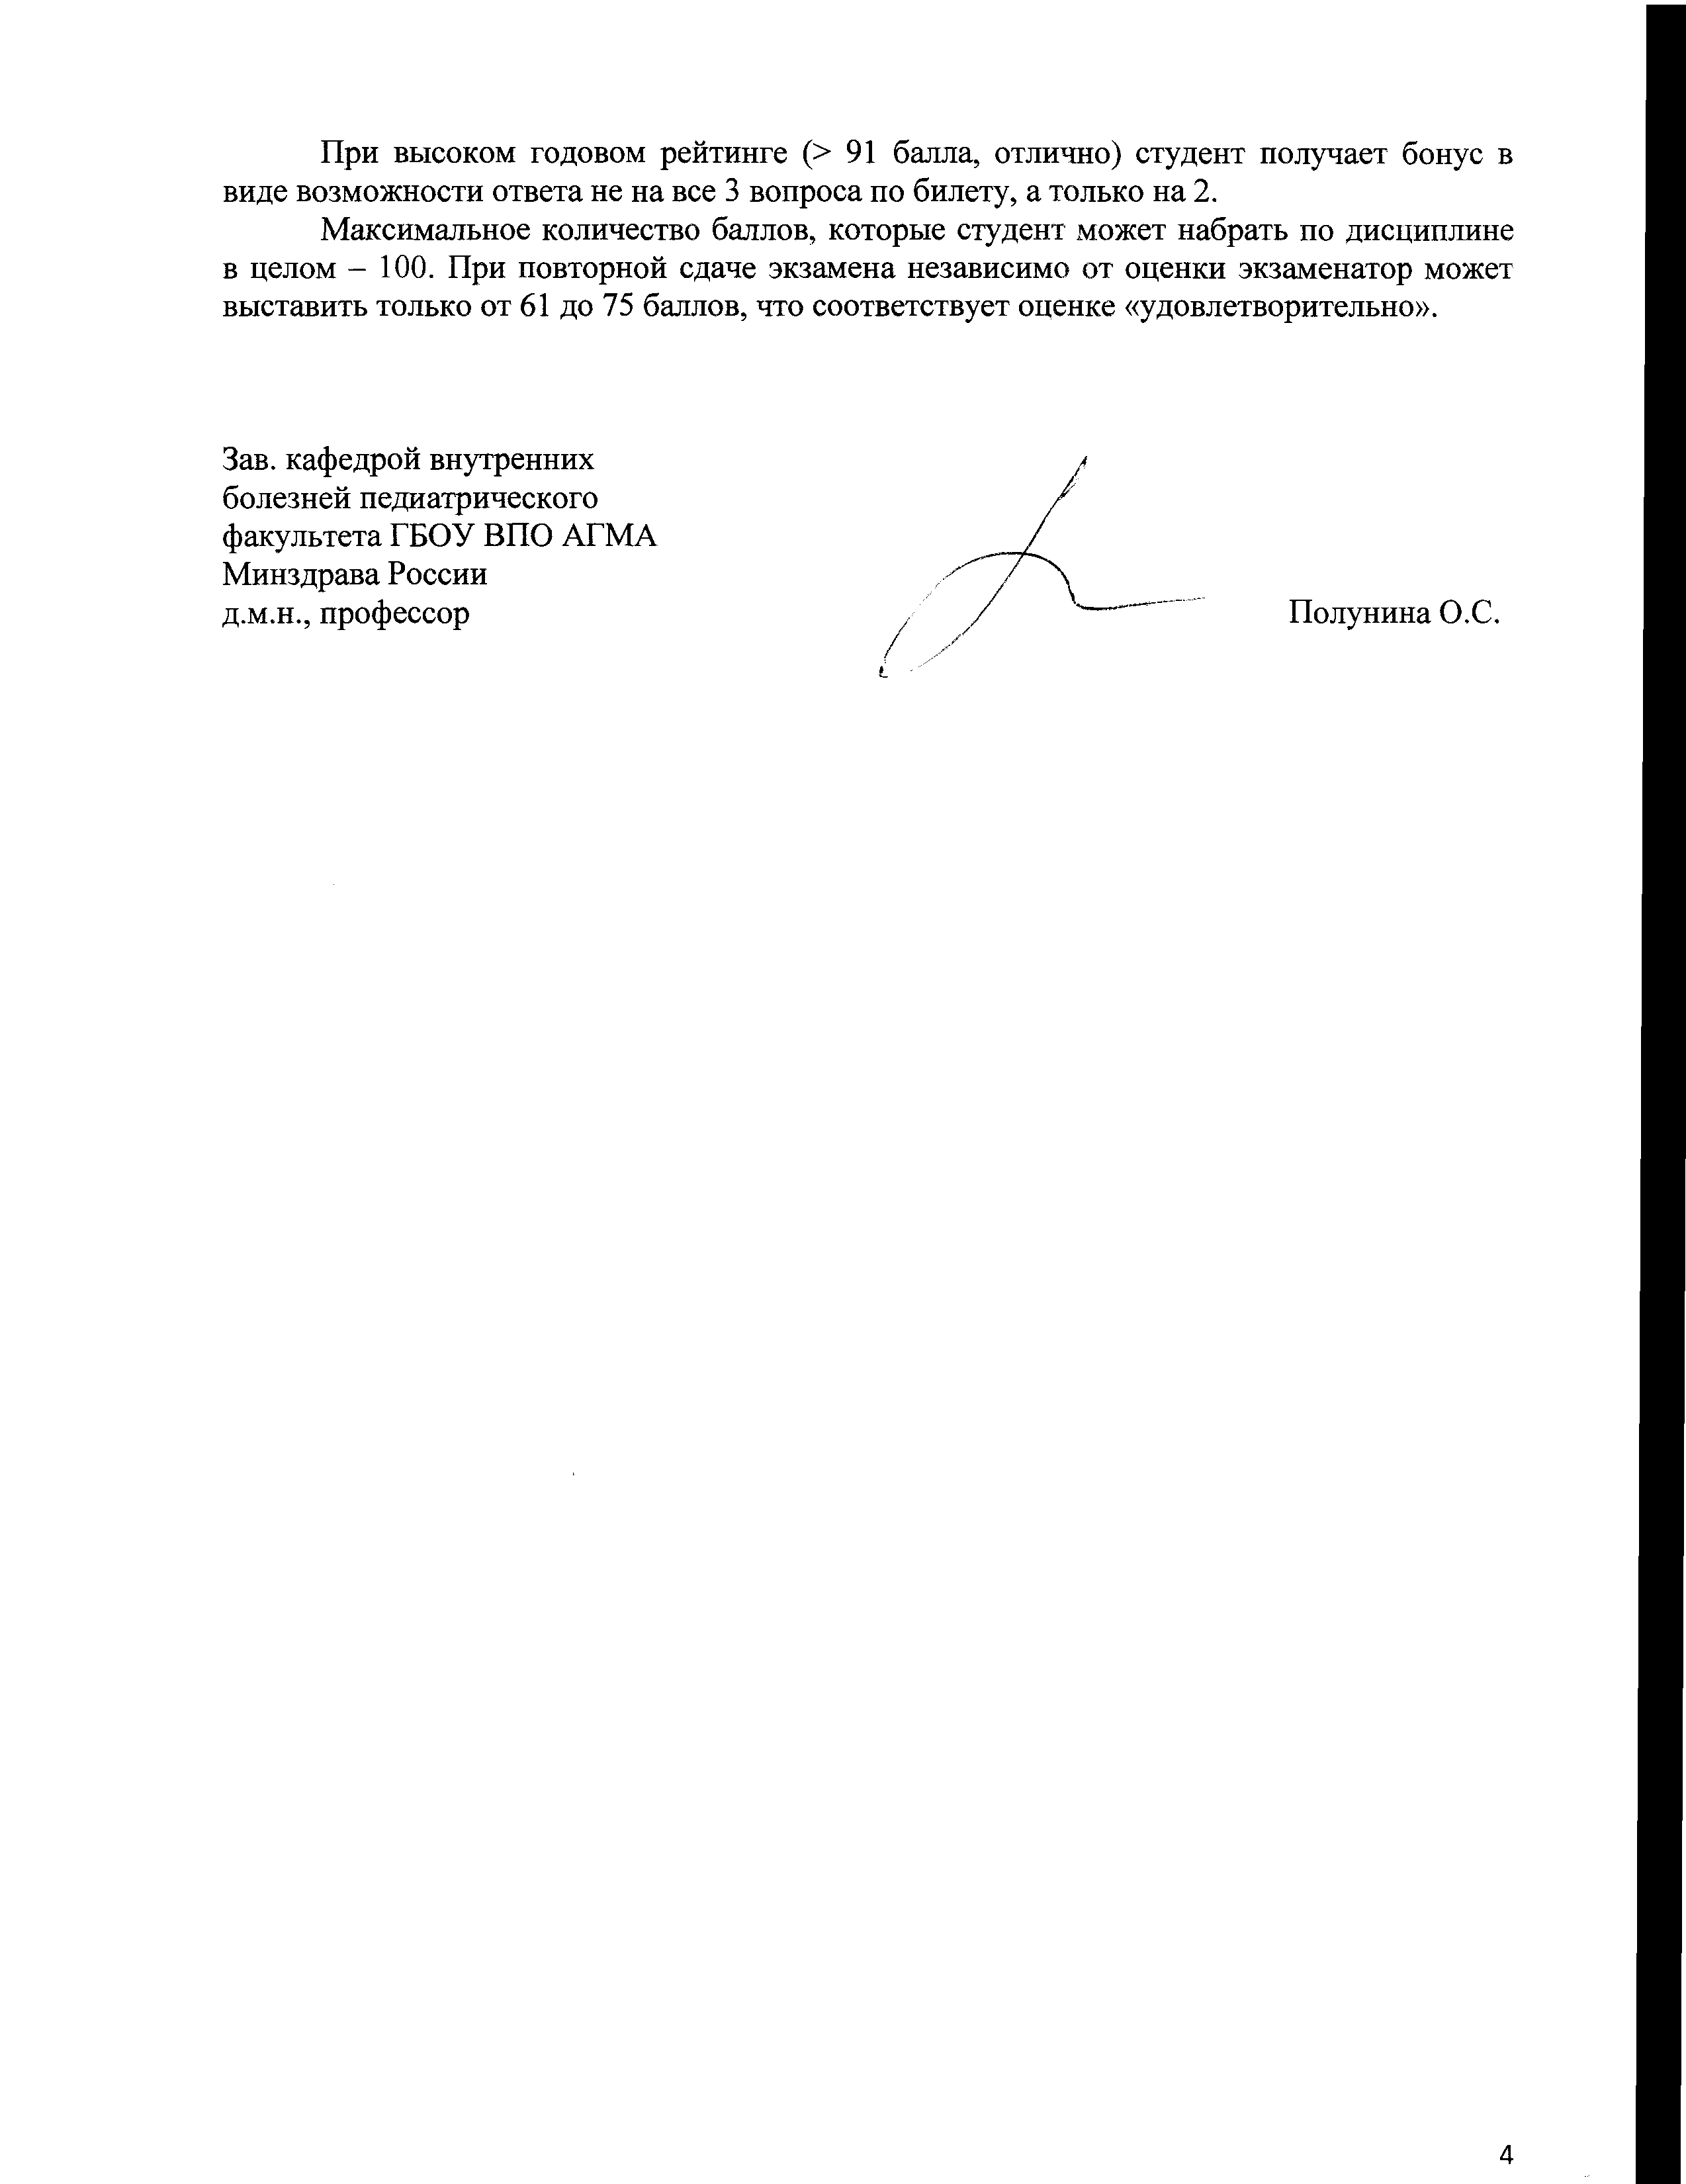 При высоком годовом рейтинге (> 91 балла, отлично) студент получает бонус в
виде возможности ответа не на все 3 вопроса по билету, а только на 2.
Максимальное количество баллов, которые студент может набрать по дисциплине
в целом – 100. При повторной сдаче экзамена независимо от оценки экзаменатор может
выставить только от 61 до 75 баллов, что соответствует оценке «удовлетворительно».
Зав. кафедрой внутренних
болезней педиатрического
факультета ГБОУ ВПО АГМА
Минздрава России
д.м.н., профессор Полунина О.С.
4